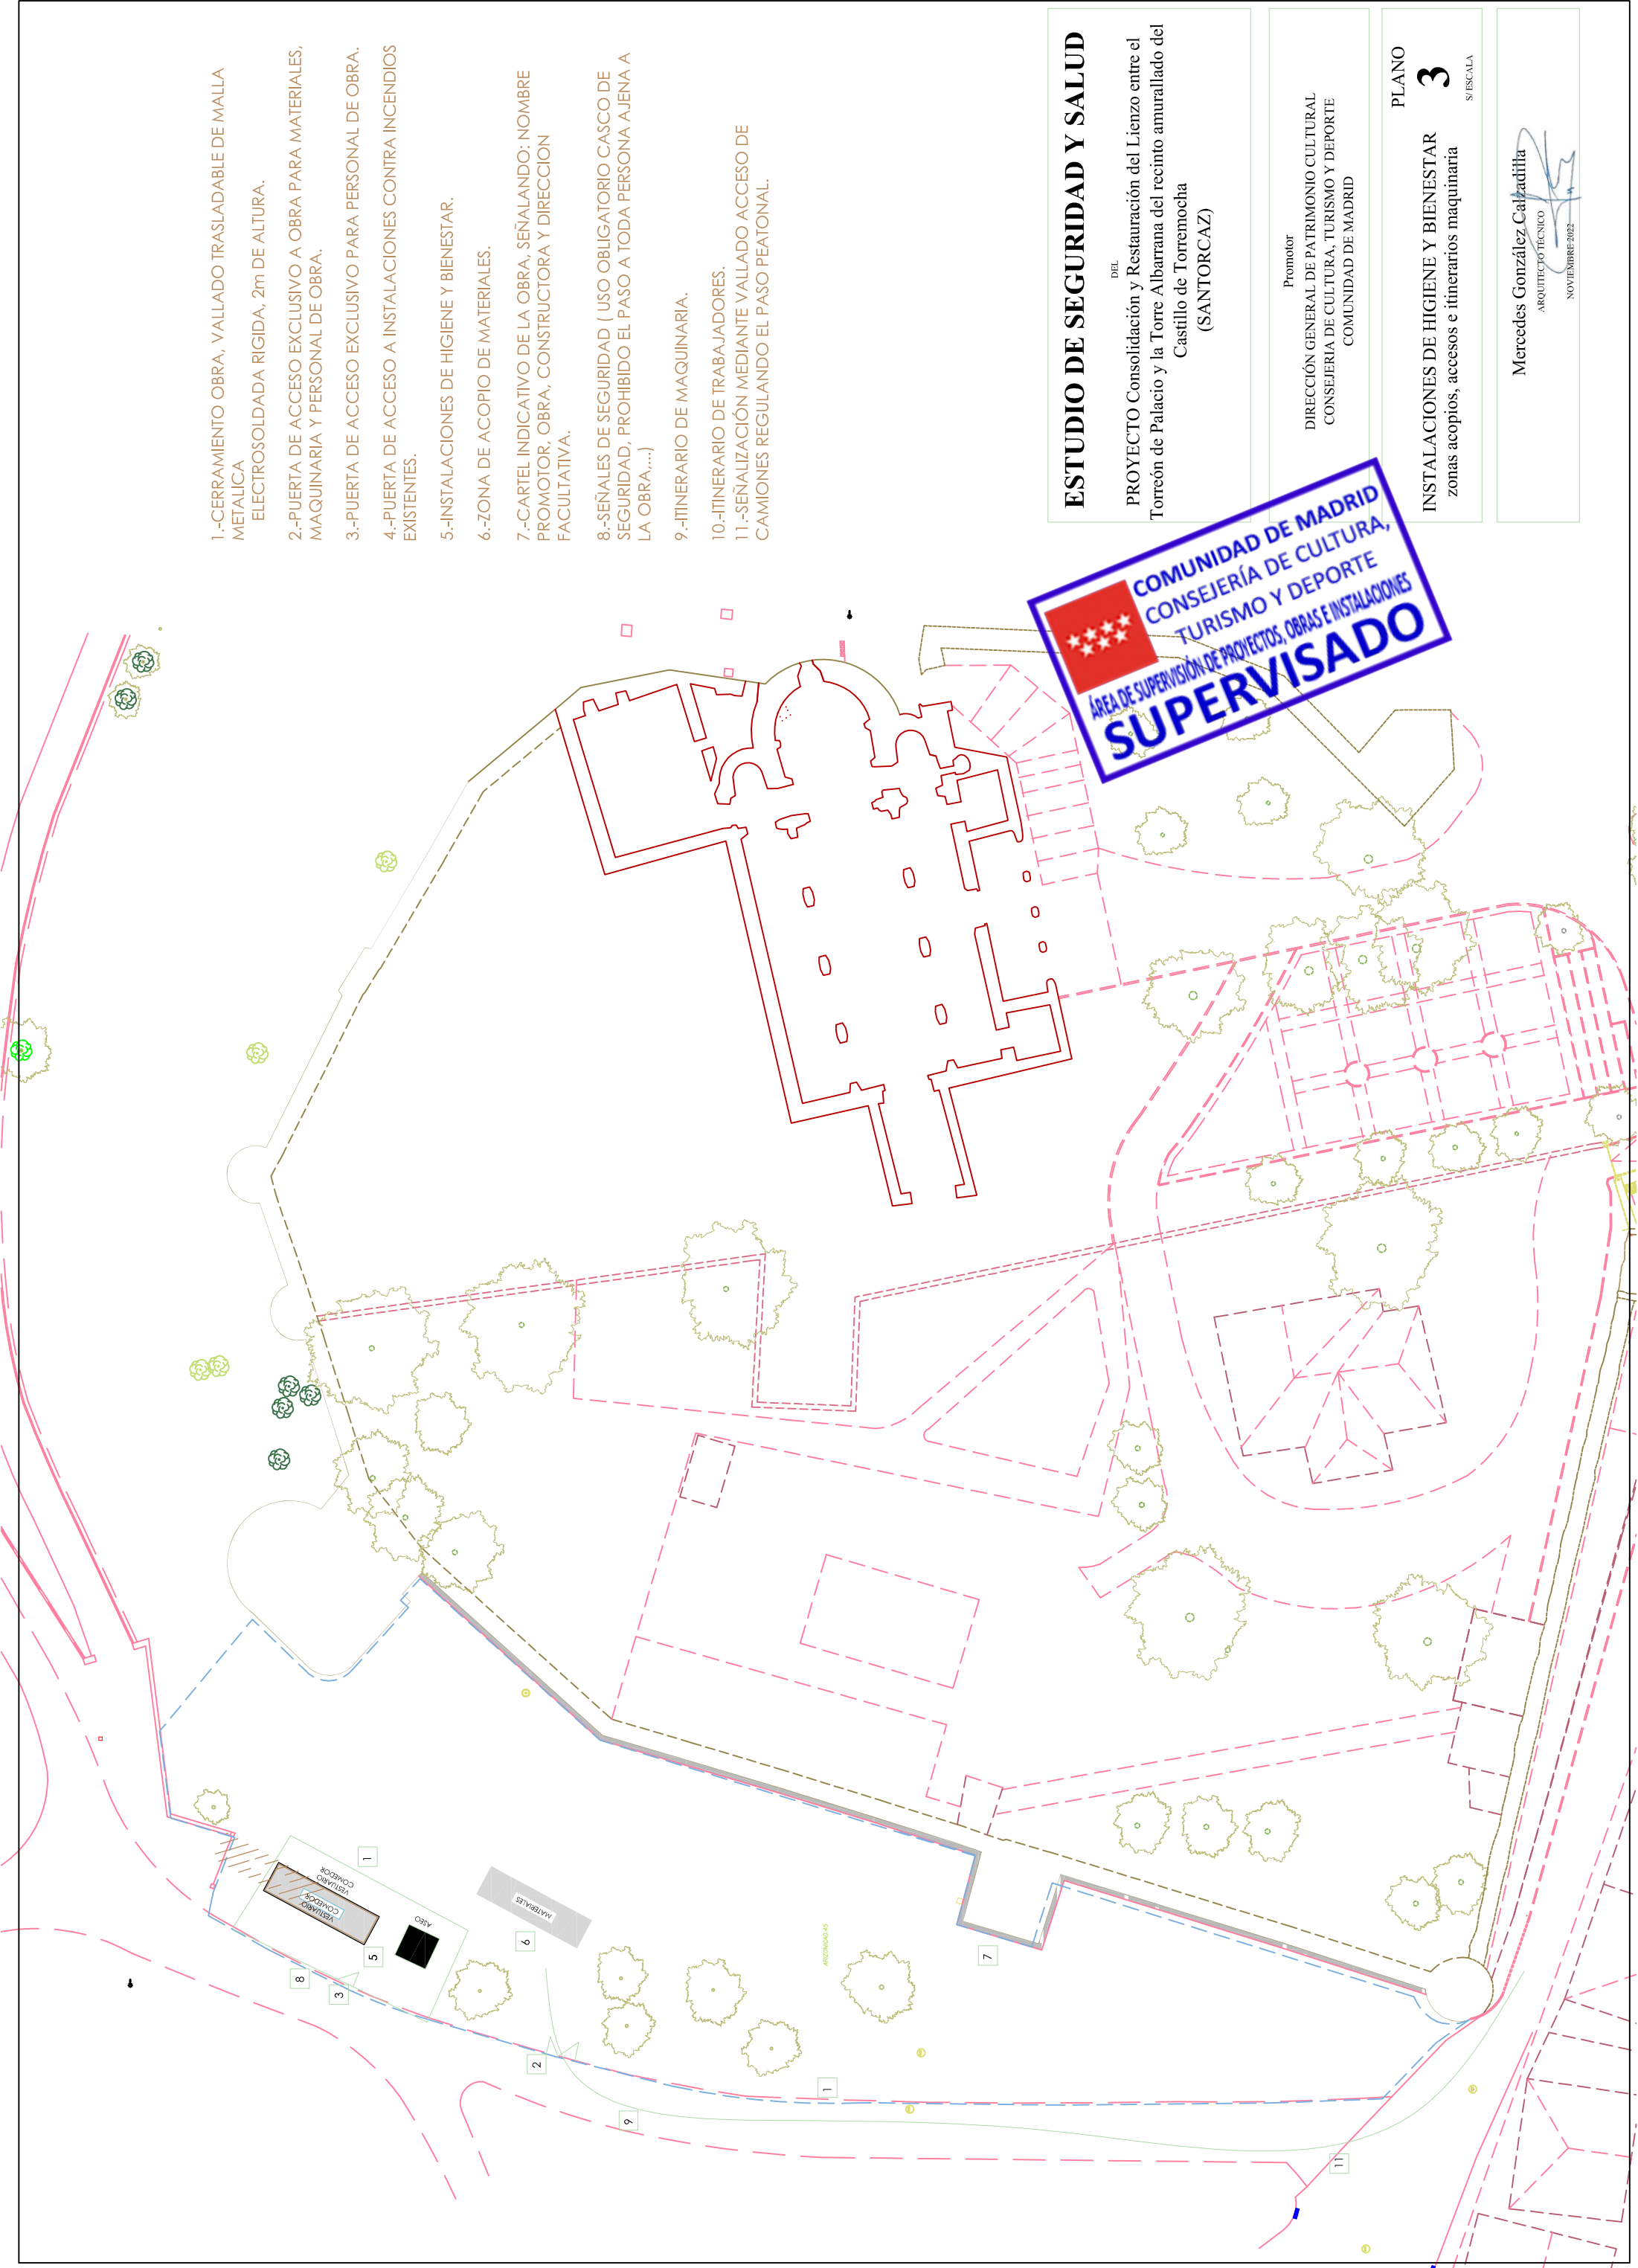 1.-CERRAMIENTO OBRA, VALLADO TRASLADABLE DE MALLA
METALICA
ELECTROSOLDADA RIGIDA, 2m DE ALTURA.
2.-PUERTA DE ACCESO EXCLUSIVO A OBRA PARA MATERIALES,
MAQUINARIA Y PERSONAL DE OBRA.
3.-PUERTA DE ACCESO EXCLUSIVO PARA PERSONAL DE OBRA.
4.-PUERTA DE ACCESO A INSTALACIONES CONTRA INCENDIOS
EXISTENTES.
5.-INSTALACIONES DE HIGIENE Y BIENESTAR.
6.-ZONA DE ACOPIO DE MATERIALES.
7.-CARTEL INDICATIVO DE LA OBRA, SEÑALANDO: NOMBRE
PROMOTOR, OBRA, CONSTRUCTORA Y DIRECCION
FACULTATIVA.
8.-SEÑALES DE SEGURIDAD ( USO OBLIGATORIO CASCO DE
SEGURIDAD, PROHIBIDO EL PASO A TODA PERSONA AJENA A
LA OBRA,...)
9.-ITINERARIO DE MAQUINARIA.
10.-ITINERARIO DE TRABAJADORES.
11.-SEÑALIZACIÓN MEDIANTE VALLADO ACCESO DE
CAMIONES REGULANDO EL PASO PEATONAL.
ESTUDIO DE SEGURIDAD Y SALUD
DEL
PROYECTO Consolidación y Restauración del Lienzo entre el
Torreón de Palacio y la Torre Albarrana del recinto amurallado del
Castillo de Torremocha
(SANTORCAZ)
Promotor
DIRECCIÓN GENERAL DE PATRIMONIO CULTURAL
CONSEJERIA DE CULTURA, TURISMO Y DEPORTE
COMUNIDAD DE MADRID
PLANO
3
S/ ESCALA
INSTALACIONES DE HIGIENE Y BIENESTAR
zonas acopios, accesos e itinerarios maquinaria
Mercedes González Calzadilla
ARQUITECTO TÉCNICO
NOVIEMBRE 2022
COMUNIDAD DE MADRID
CONSEJERÍA DE CULTURA,
TURISMO Y DEPORTE
ÁREA DE SUPERVISIÓN DE PROYECTOS, OBRAS E INSTALACIONES
SUPERVISADO
1
VESTUARIO
COMEDOR
VESTUARIO
COMEDOR
ASEO
MATERIALES
5
6
8
3
2
7
1
9
11